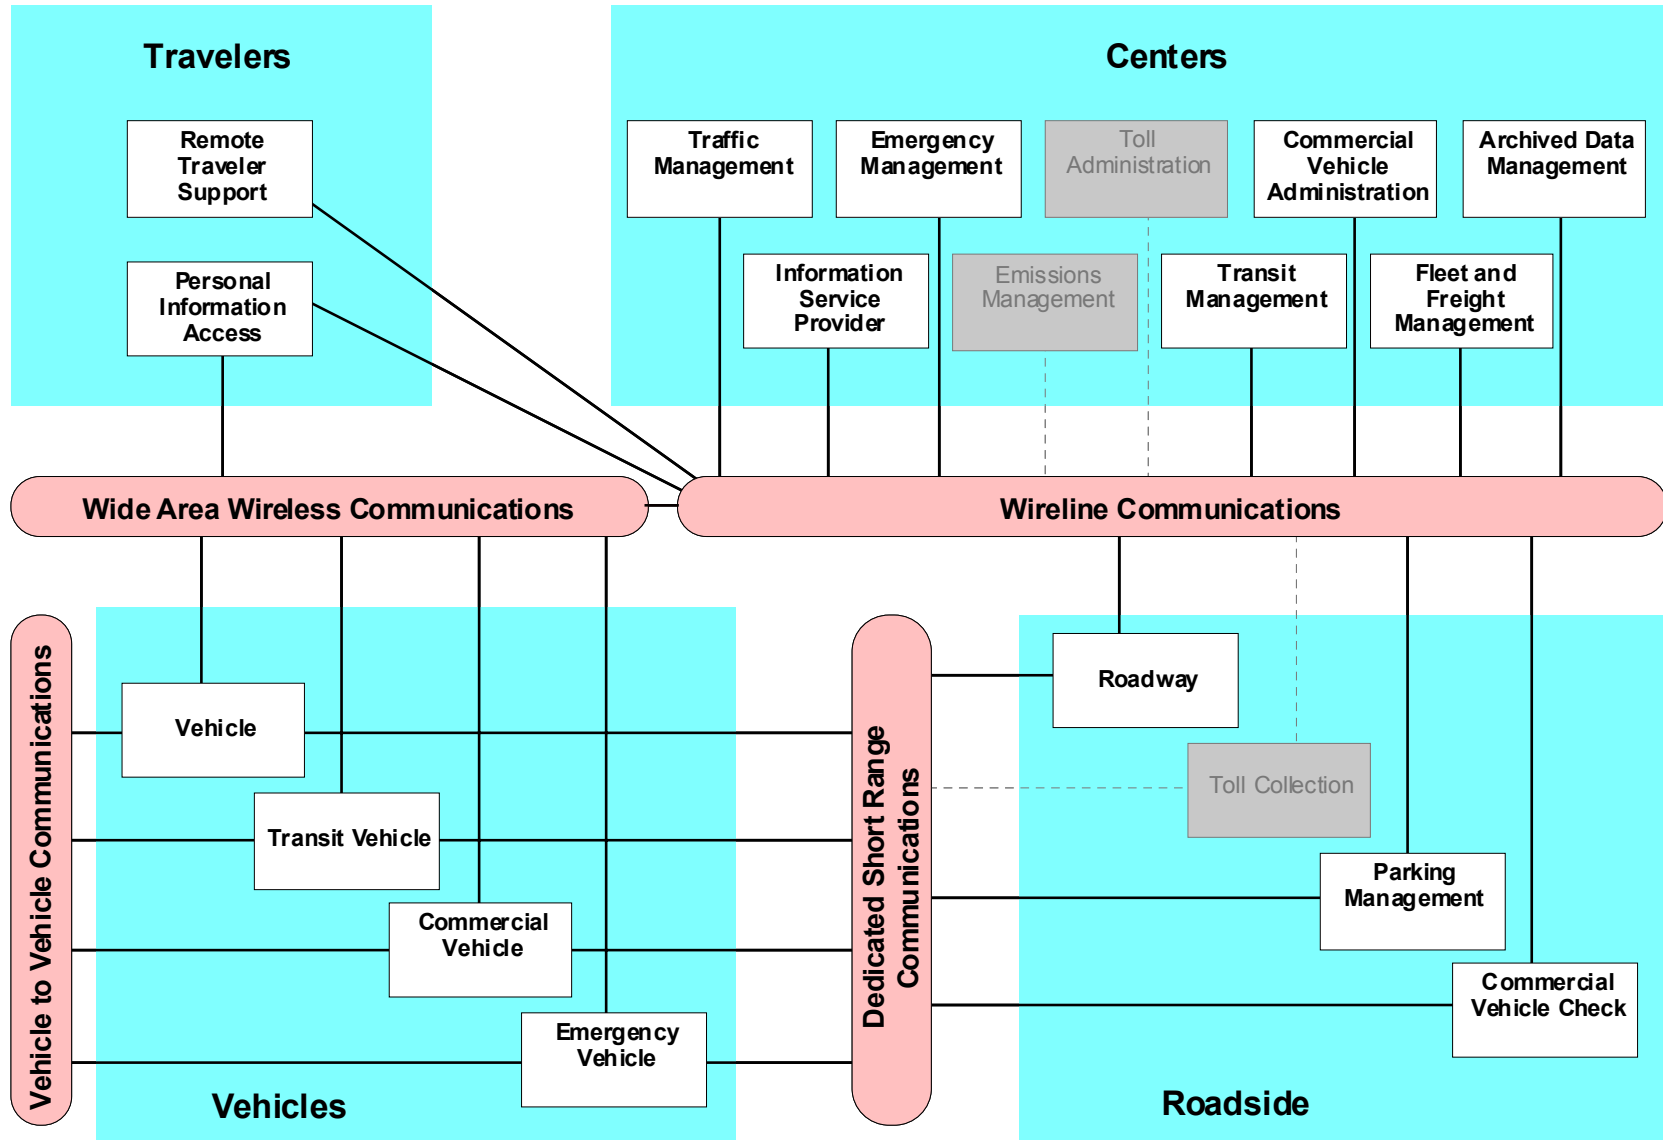 Travelers
Remote
Traveler
Support
Personal
Information
Access
Centers
Traffic
Management
Emergency
Management
Toll
Administration
Commercial
Vehicle
Administration
Archived Data
Management
Information
Service
Provider
Emissions
Management
Transit
Management
Fleet and
Freight
Management
Wide Area Wireless Communications
Wireline Communications
Vehicle to Vehicle Communications
Vehicle
Transit Vehicle
Commercial
Vehicle
Emergency
Vehicle
Vehicles
Dedicated Short Range
Communications
Roadway
Toll Collection
Parking
Management
Commercial
Vehicle Check
Roadside